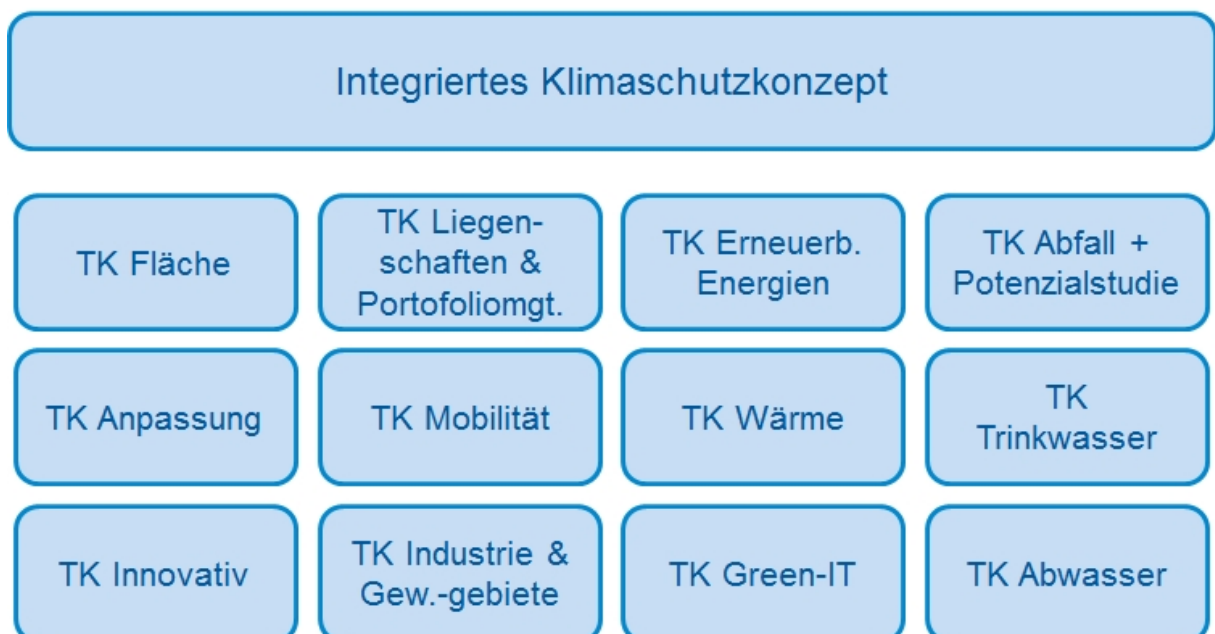 Integriertes Klimaschutzkonzept
TK Fläche
TK Liegen-
schaften &
Portofoliomgt.
TK Erneuerb.
Energien
TK Abfall +
Potenzialstudie
TK Anpassung
TK Mobilität
TK Wärme
TK
Trinkwasser
TK Innovativ
TK Industrie &
Gew.-gebiete
TK Green-IT
TK Abwasser